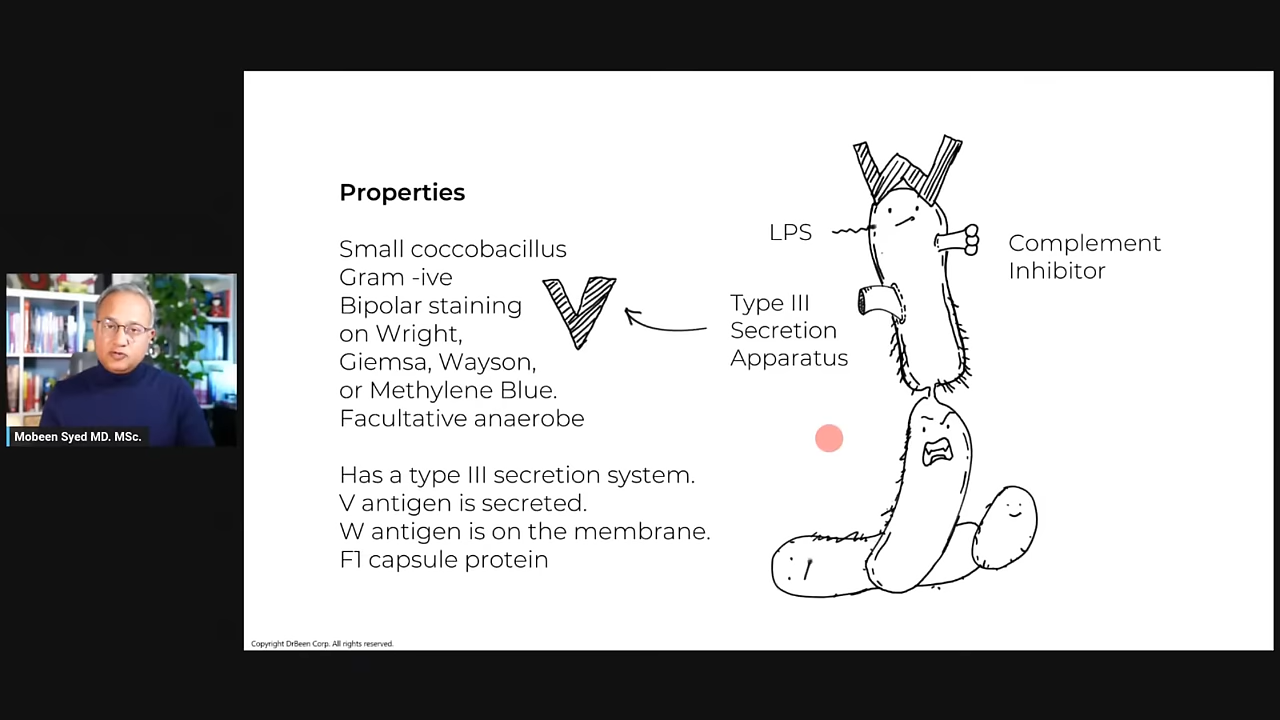 Properties
Small coccobacillus
Gram -ive
Bipolar staining
on Wright,
Giemsa, Wayson,
or Methylene Blue.
Facultative anaerobe
Has a type III secretion system.
V antigen is secreted.
W antigen is on the membrane.
F1 capsule protein
V
Type III
Secretion
Apparatus
LPS
W
Complement
Inhibitor
Mobeen Syed MD. MSc.
Copyright DrBeen Corp. All rights reserved.